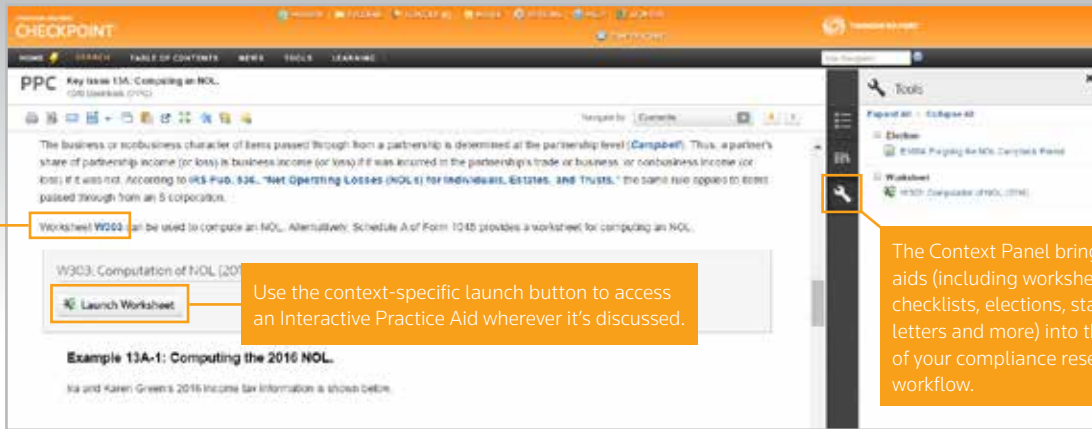 CHECKPOINT
HOME SEARCH TABLE OF CONTENTS NEWS TOOLS LEARNING
PPC Key Issue 13A: Computing an NOL.
Tools
Expand All Collapse All
The business or nonbusiness character of items passed through from a partnership is determined at the partnership level (Campbell). Thus, a partner's
share of partnership income (or loss) is business income (or loss) if it was incurred in the partnership's trade or business, or nonbusiness income (or
loss) if it was not. According to IRS Pub. 536, "Net Operating Losses (NOLs) for Individuals, Estates, and Trusts," the same rule applies to items
passed through from an S corporation.
Election
Worksheet
Worksheet W303 can be used to compute an NOL. Alternatively, Schedule A of Form 1045 provides a worksheet for computing an NOL.
W303: Computation of NOL (20
Launch Worksheet
Use the context-specific launch button to access
an Interactive Practice Aid wherever it's discussed.
Example 13A-1: Computing the 2016 NOL.
Ira and Karen Green's 2016 income tax information is shown below.
The Context Panel bring
aids (including workshe
checklists, elections, sta
letters and more) into th
of your compliance rese
workflow.